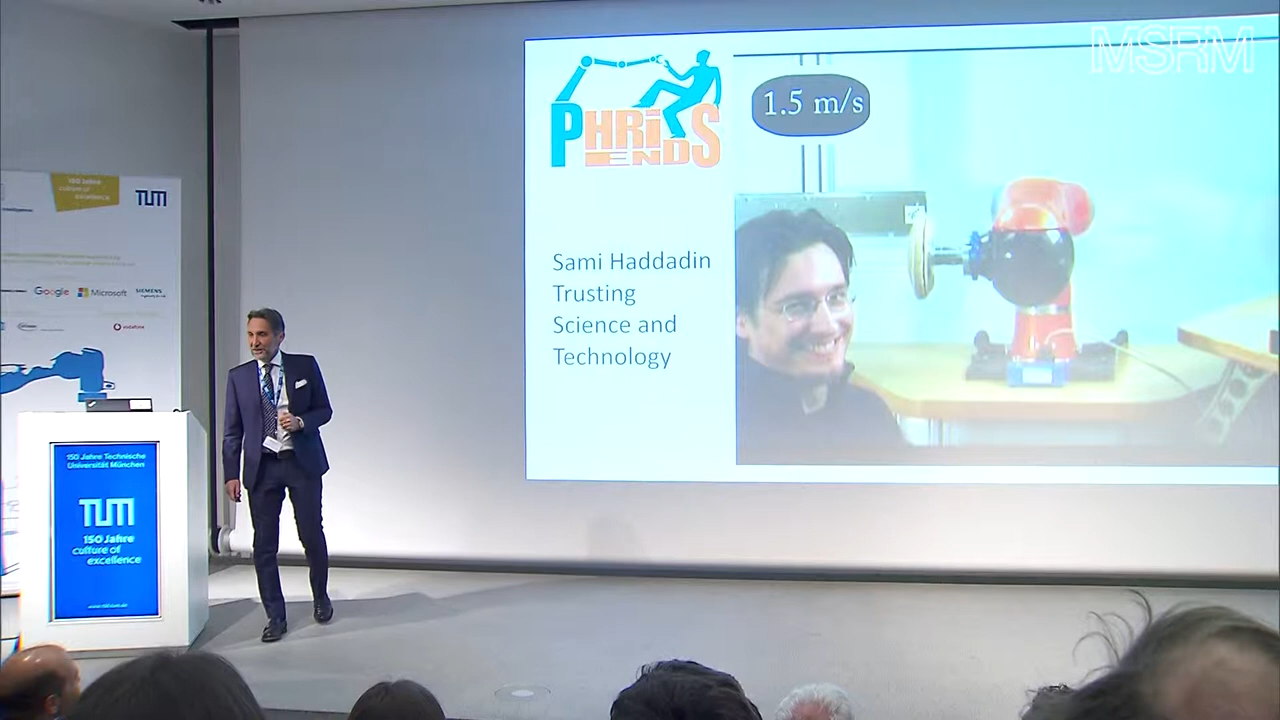 MSRM
PHRIENDS
1.5 m/s
Sami Haddadin
Trusting
Science and
Technology
150 Jahre
culture of
excellence
TUM
Google
Microsoft
SIEMENS
vodafone
150 Jahre Technische
Universität München
TUM
150 Jahre
culture of
excellence